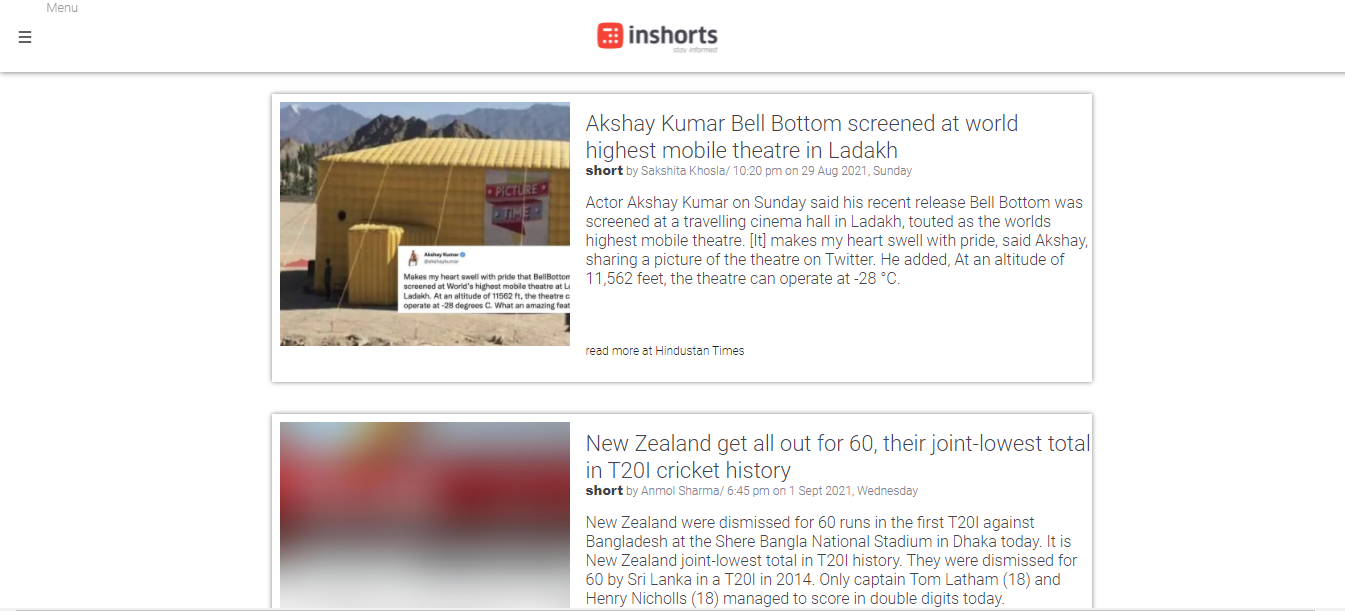 Menu
☰
inshorts
stay informed
Akshay Kumar Bell Bottom screened at world
highest mobile theatre in Ladakh
short by Sakshita Khosla/ 10:20 pm on 29 Aug 2021, Sunday
Actor Akshay Kumar on Sunday said his recent release Bell Bottom was
screened at a travelling cinema hall in Ladakh, touted as the worlds
highest mobile theatre. [It] makes my heart swell with pride, said Akshay,
sharing a picture of the theatre on Twitter. He added, At an altitude of
11,562 feet, the theatre can operate at -28 °C.
PICTURE
TIME
Akshay Kumar
@akshaykumar
Makes my heart swell with pride that BellBottom
screened at World's highest mobile theatre at Le
Ladakh. At an altitude of 11562 ft, the theatre c
operate at -28 degrees C. What an amazing feat
read more at Hindustan Times
New Zealand get all out for 60, their joint-lowest total
in T20I cricket history
short by Anmol Sharma/ 6:45 pm on 1 Sept 2021, Wednesday
New Zealand were dismissed for 60 runs in the first T20I against
Bangladesh at the Shere Bangla National Stadium in Dhaka today. It is
New Zealand joint-lowest total in T20I history. They were dismissed for
60 by Sri Lanka in a T20I in 2014. Only captain Tom Latham (18) and
Henry Nicholls (18) managed to score in double digits today.